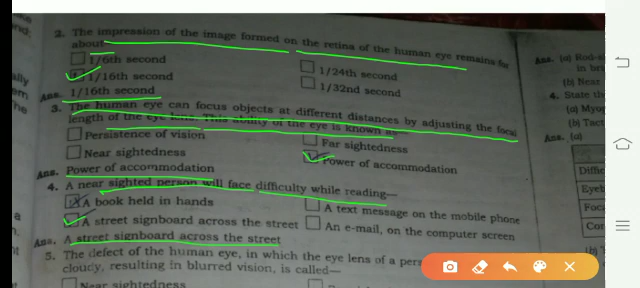 2. The impression of the image formed on the retina of the human eye remains for
about
1/6th second
1/24th second
1/16th second
1/32nd second
Ans. 1/16th second
3. The human eye can focus objects at different distances by adjusting the focal
length of the eye lens. This ability of the eye is known as
Persistence of vision
Far sightedness
Near sightedness
Power of accommodation
Ans. Power of accommodation
4. A near sighted person will face difficulty while reading—
A book held in hands
A text message on the mobile phone
A street signboard across the street
An e-mail, on the computer screen
Ans. A street signboard across the street
5. The defect of the human eye, in which the eye lens of a
cloudy, resulting in blurred vision, is called—
Near sightedness
Ans. (a)
in
(b) Near
4. State
(a)
(b)
Ans. (a)